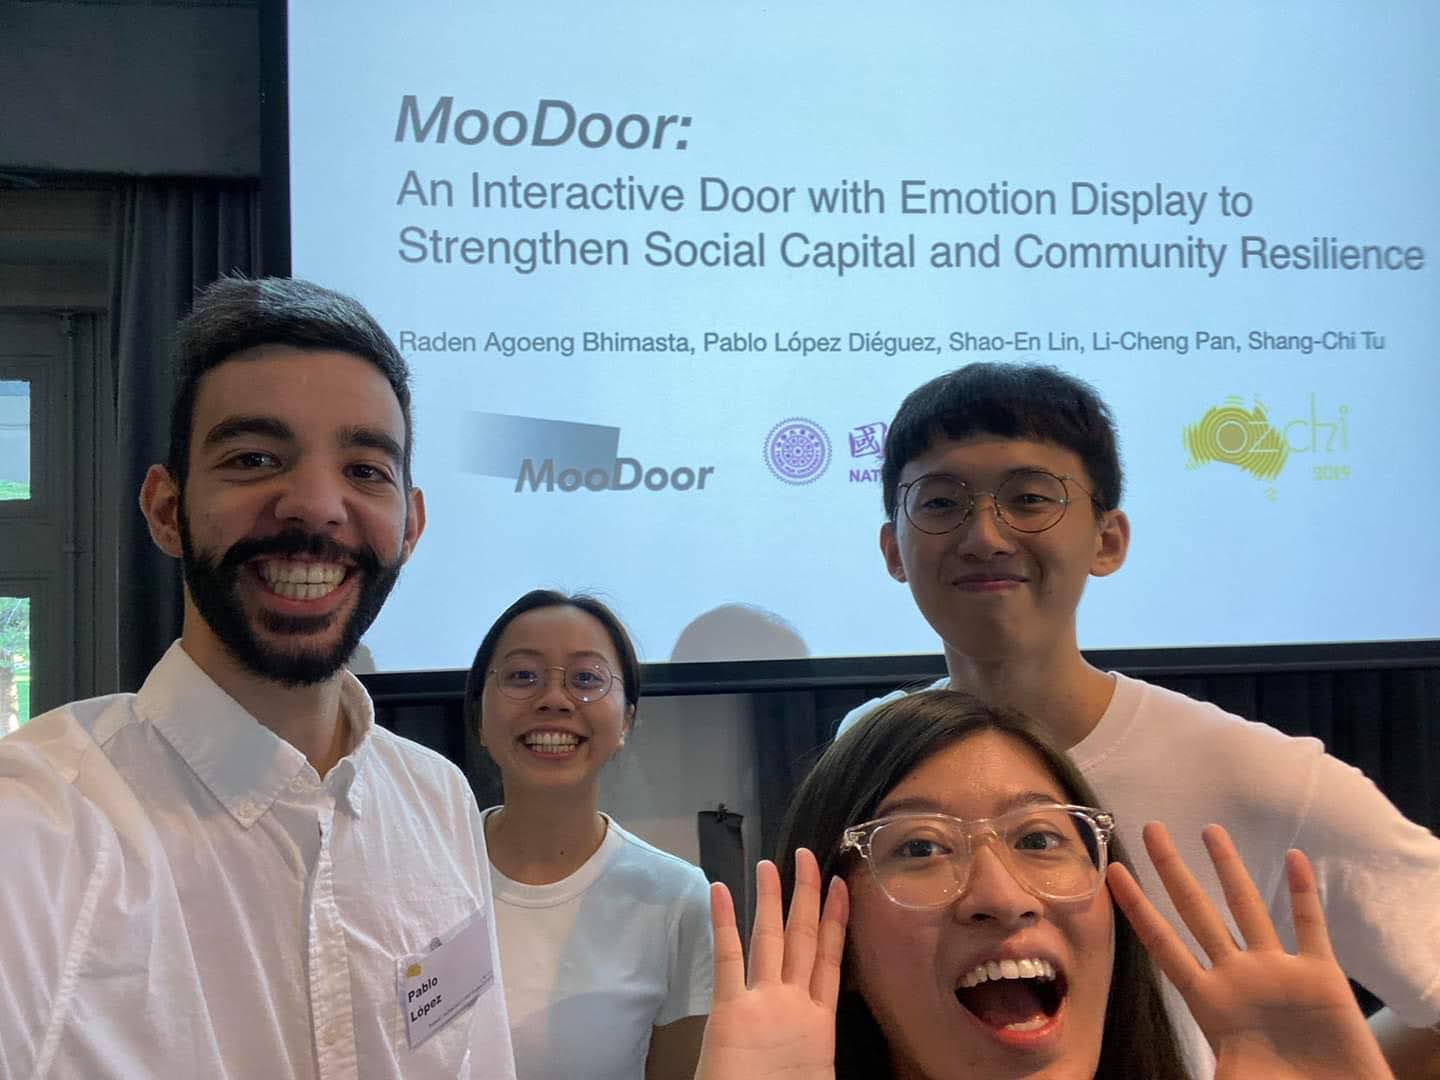 MooDoor:
An Interactive Door with Emotion Display to
Strengthen Social Capital and Community Resilience
Raden Agoeng Bhimasta, Pablo López Diéguez, Shao-En Lin, Li-Cheng Pan, Shang-Chi Tu
MooDoor
國
NAT
ozchi
2019
Pablo
López